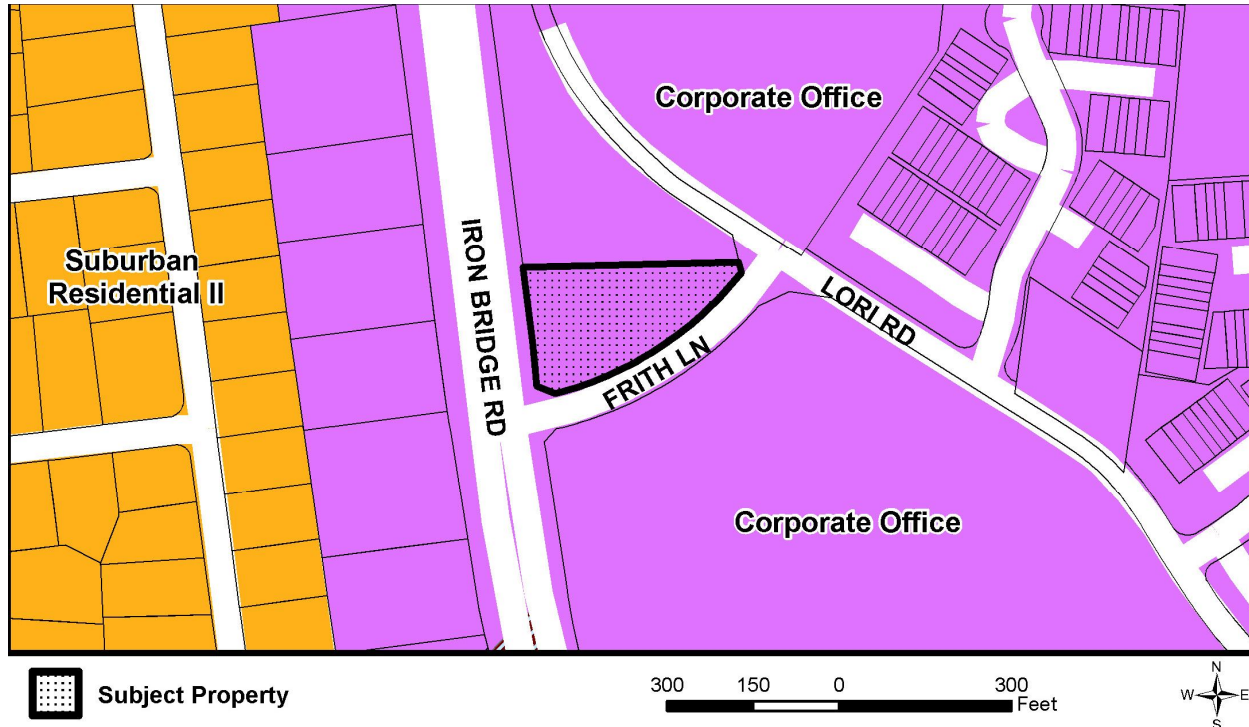 Corporate Office
Suburban
Residential II
IRON BRIDGE RD
LORI RD
FRITH LN
Corporate Office
Subject Property
300 150 0 300
Feet
N
W E
S